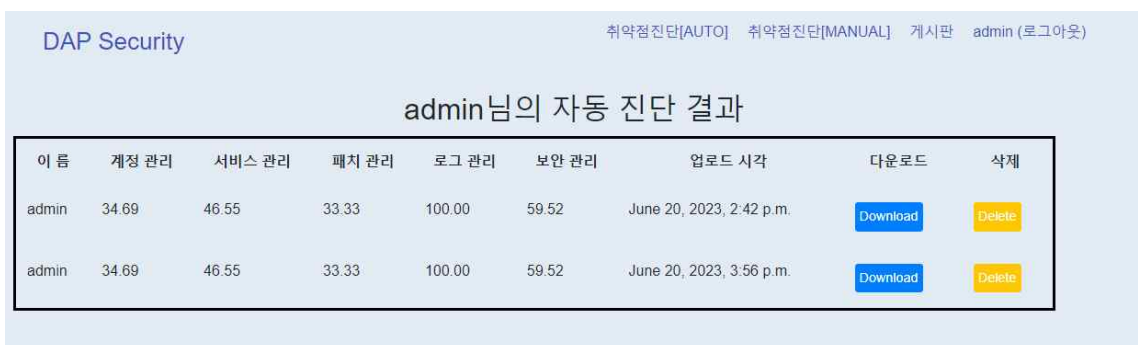 DAP Security 취약점진단[AUTO] 취약점진단[MANUAL] 게시판 admin (로그아웃)
admin님의 자동 진단 결과
이 름 계정 관리 서비스 관리 패치 관리 로그 관리 보안 관리 업로드 시각 다운로드 삭제
admin 34.69 46.55 33.33 100.00 59.52 June 20, 2023, 2:42 p.m. Download Delete
admin 34.69 46.55 33.33 100.00 59.52 June 20, 2023, 3:56 p.m. Download Delete